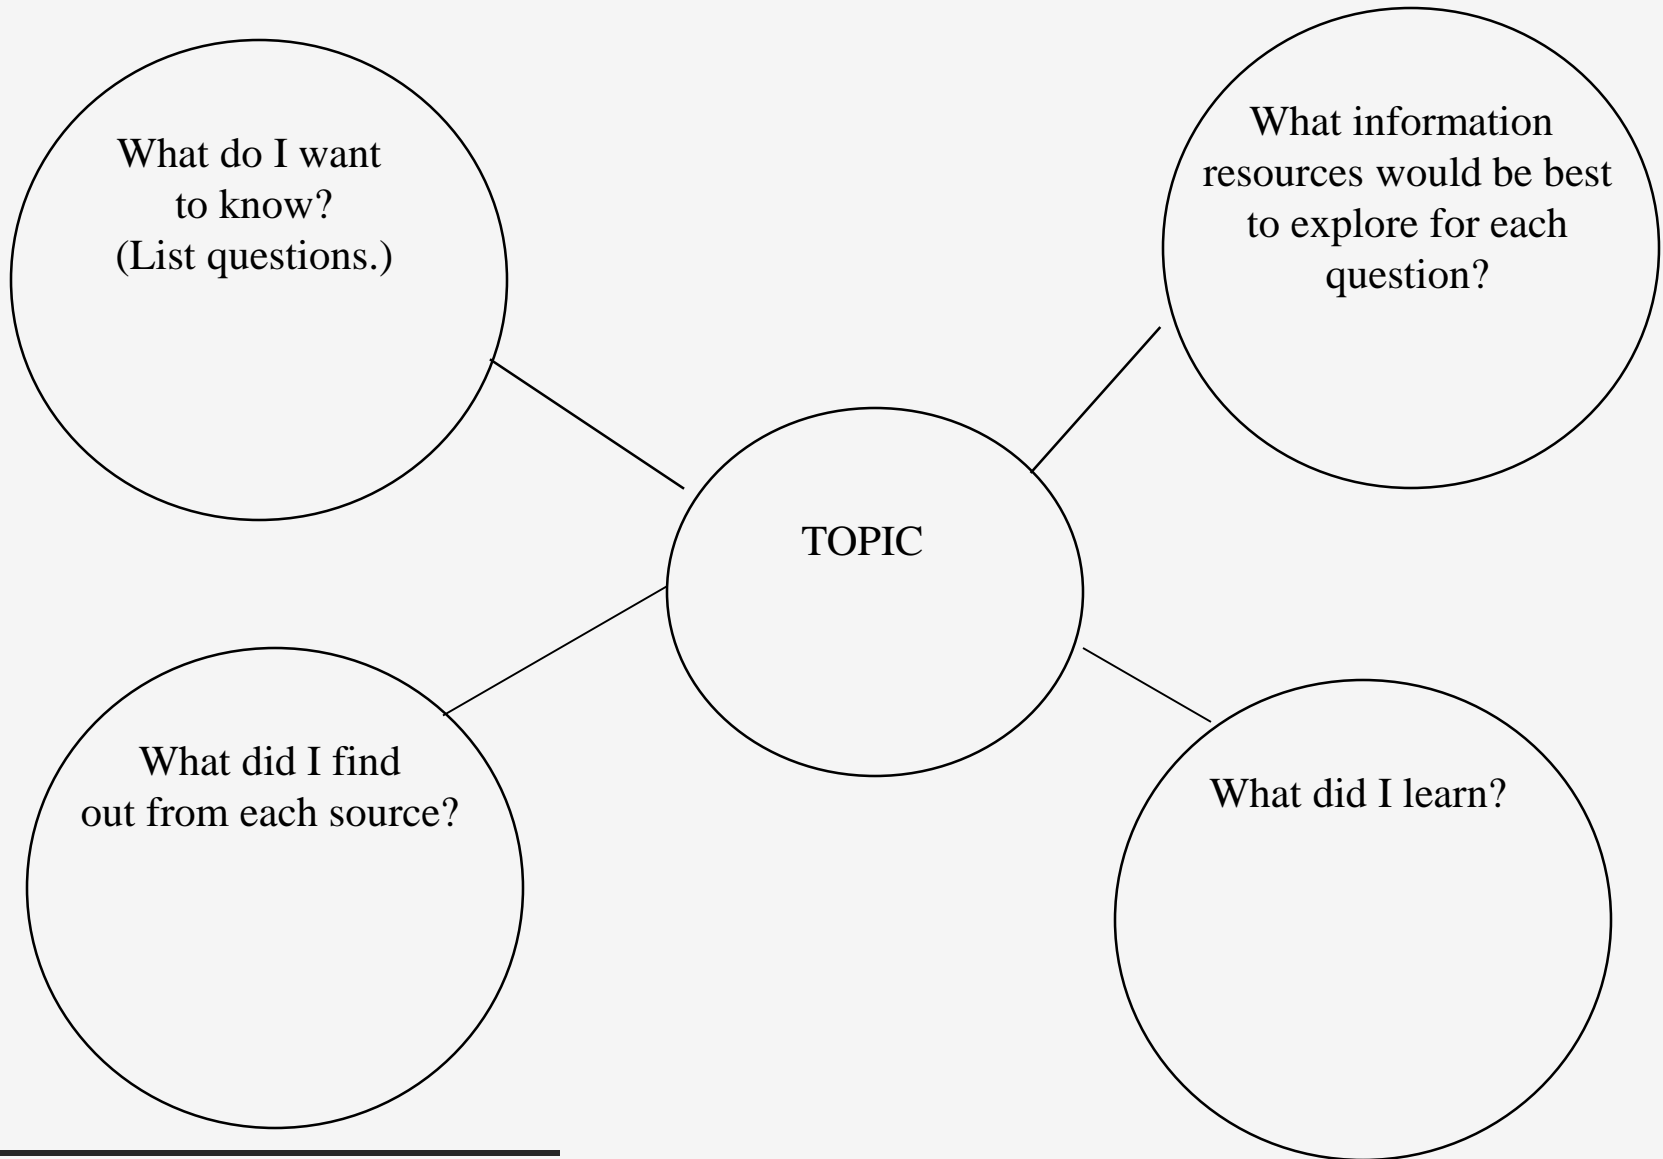 What do I want
to know?
(List questions.)
What information
resources would be best
to explore for each
question?
TOPIC
What did I find
out from each source?
What did I learn?